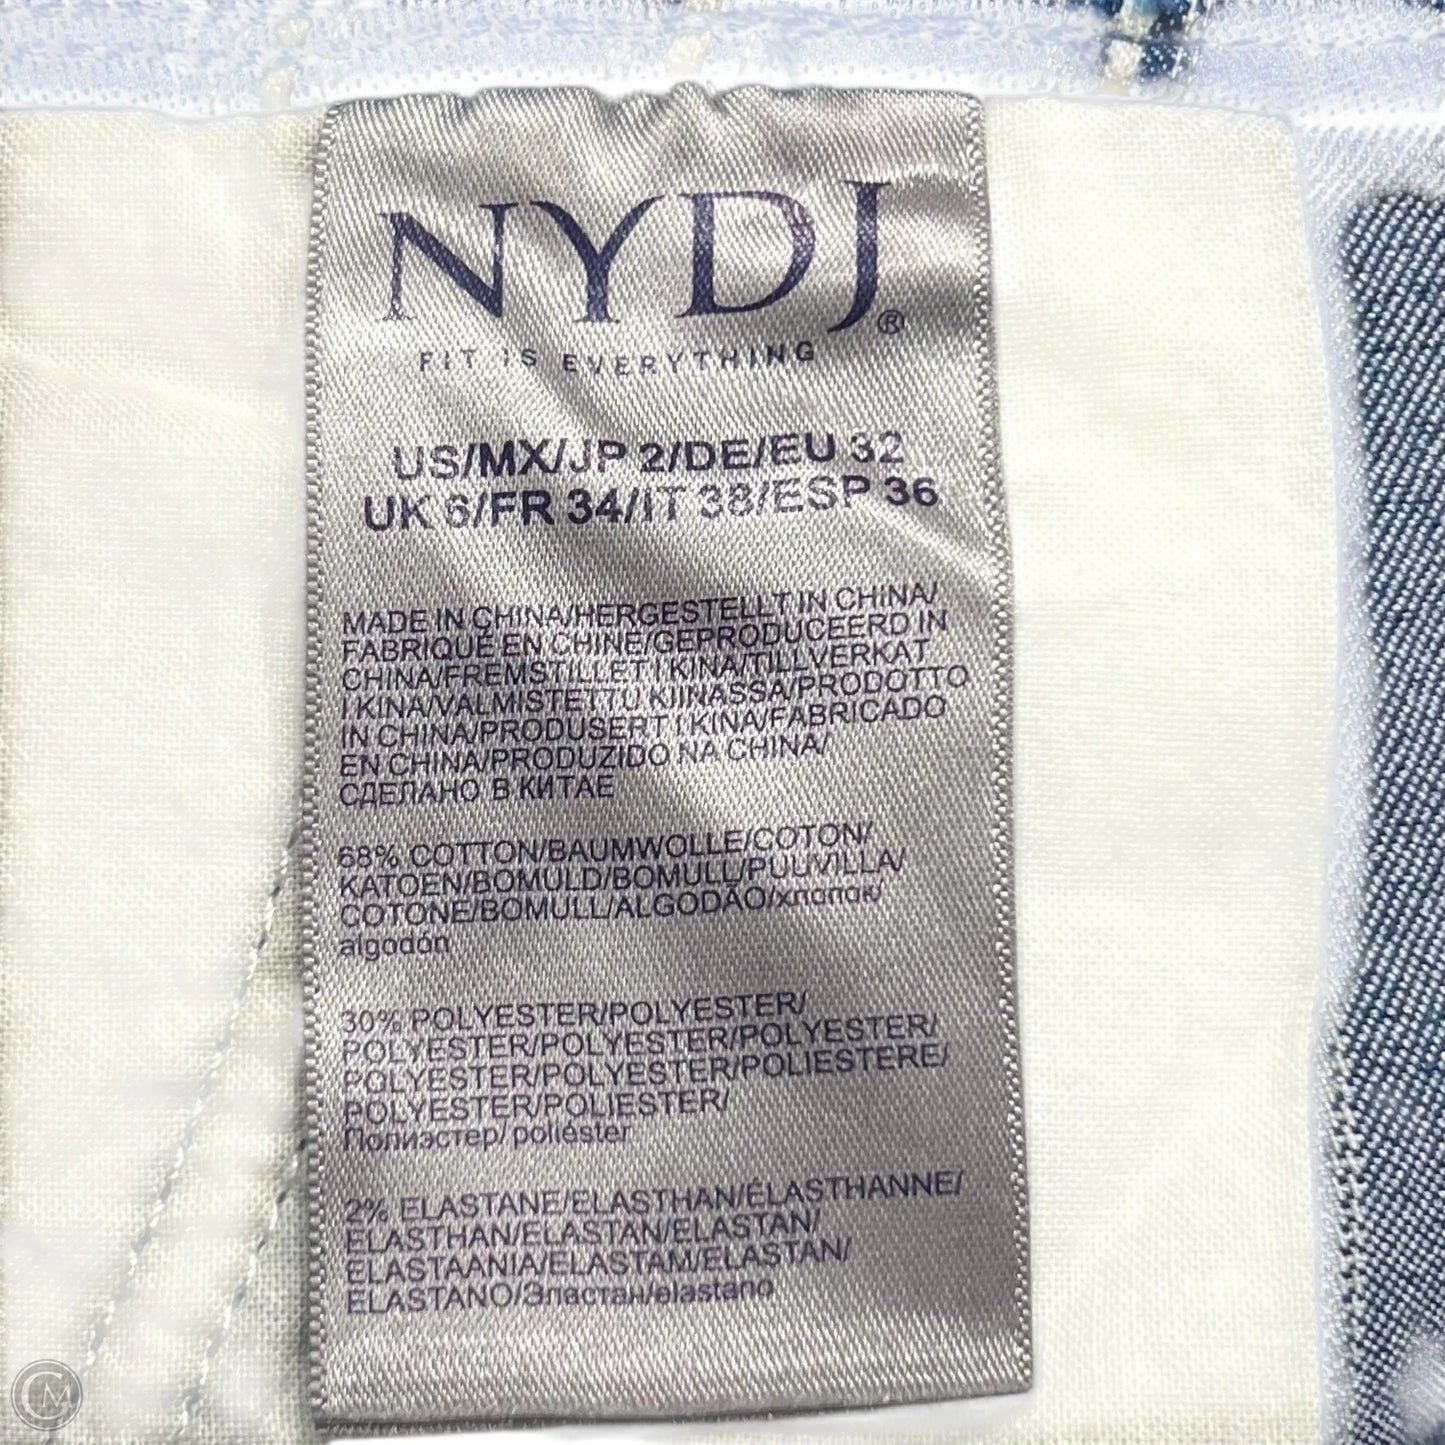 NYDJ®
FIT IS EVERYTHING
US/MX/JP 2/DE/EU 32
UK 6/FR 34/IT 38/ESP 36
MADE IN CHINA/HERGESTELLT IN CHINA/
FABRIQUÉ EN CHINE/GEPRODUCEERD IN
CHINA/FREMSTILLET I KINA/TILLVERKAT
I KINA/VALMISTETTU KIINASSA/PRODOTTO
IN CHINA/PRODUSERT I KINA/FABRICADO
EN CHINA/PRODUZIDO NA CHINA/
СДЕЛАНО В КИТАЕ
68% COTTON/BAUMWOLLE/COTON/
KATOEN/BOMULD/BOMULL/PUUVILLA/
COTONE/BOMULL/ALGODÃO/хлопок/
algodón
30% POLYESTER/POLYESTER/
POLYESTER/POLYESTER/POLYESTER/
POLYESTER/POLYESTER/POLIESTERE/
POLYESTER/POLIESTER/
Полиэстер/ poliéster
2% ELASTANE/ELASTHAN/ÉLASTHANNE/
ELASTHAN/ELASTAN/ELASTAN/
ELASTAANIA/ELASTAM/ELASTAN/
ELASTANO/Эластан/elastano
CM